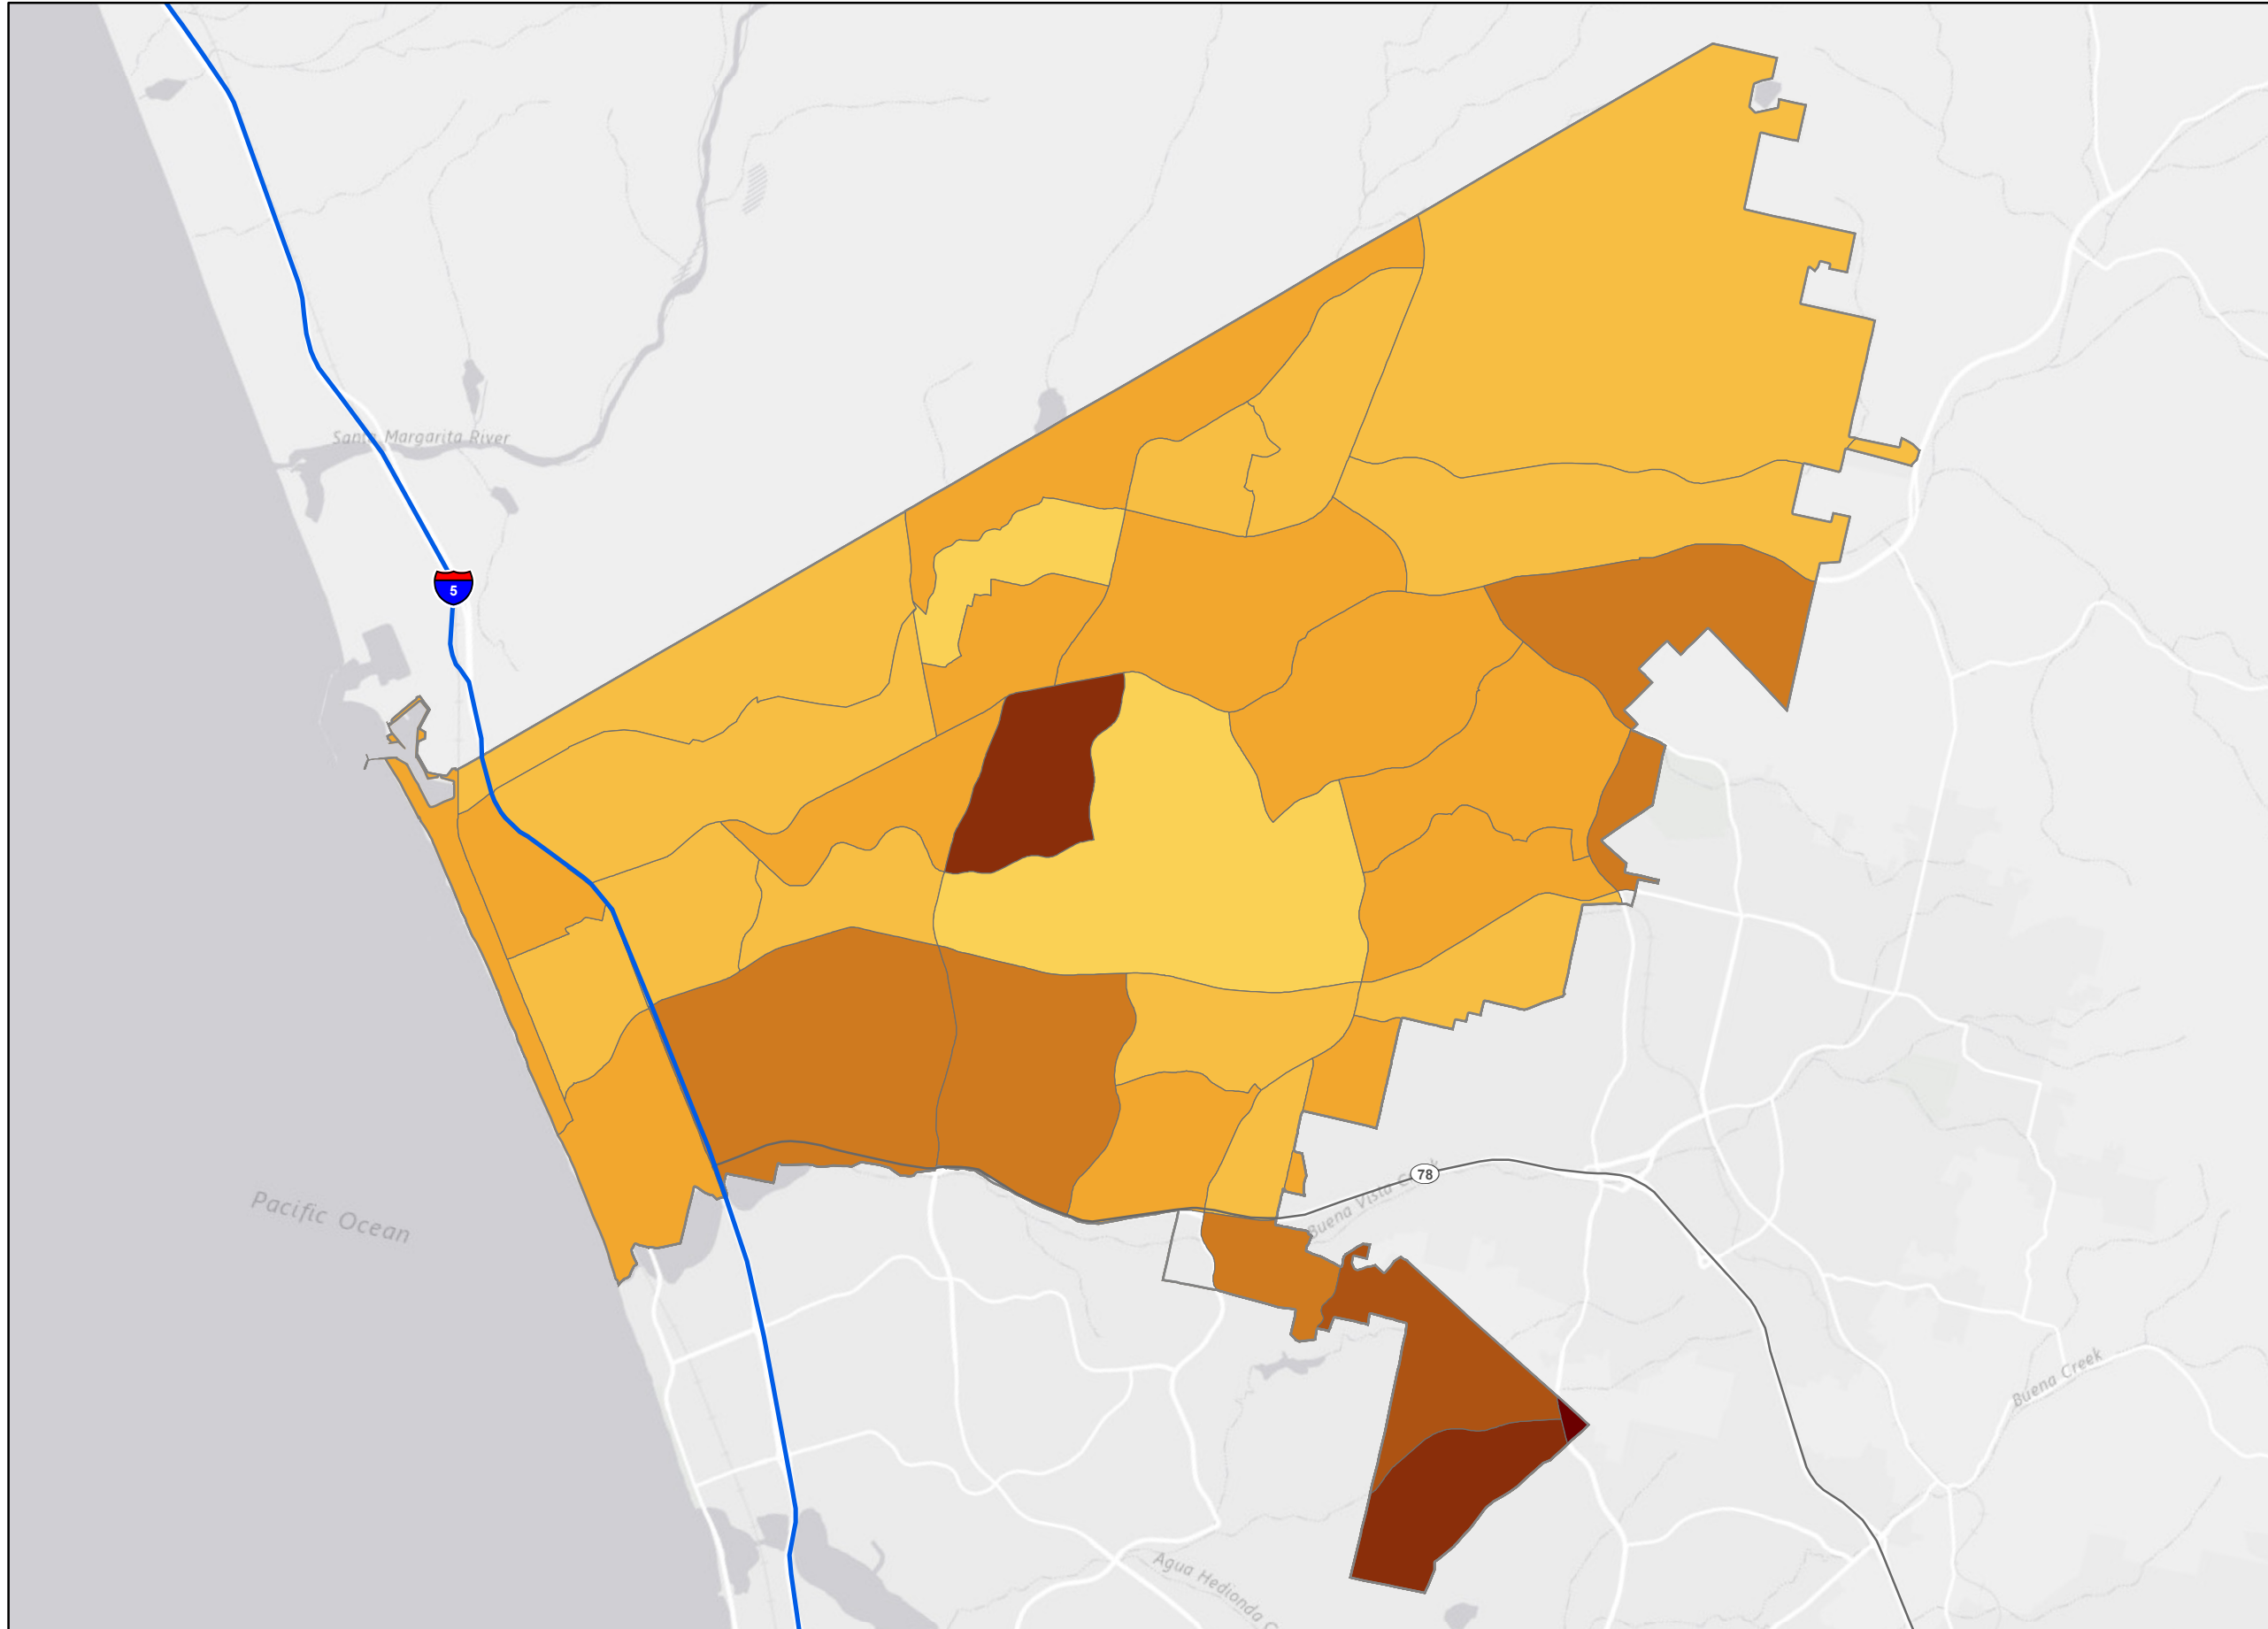 Santa Margarita River
5
78
Buena Vista
Pacific Ocean
Buena Creek
Agua Hedionda